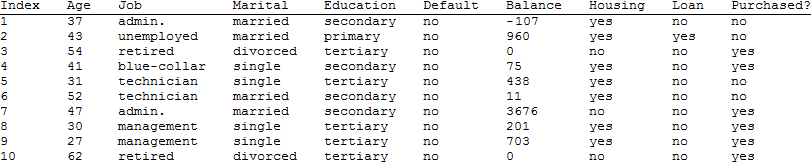 Index Age Job Marital Education Default Balance Housing Loan Purchased?
1 37 admin. married secondary no -107 yes no no
2 43 unemployed married primary no 960 yes yes no
3 54 retired divorced tertiary no 0 no no yes
4 41 blue-collar single secondary no 75 yes no yes
5 31 technician single tertiary no 438 yes no no
6 52 technician married secondary no 11 yes no no
7 47 admin. married secondary no 3676 no no yes
8 30 management single tertiary no 201 yes no yes
9 27 management single tertiary no 703 yes no yes
10 62 retired divorced tertiary no 0 no no yes